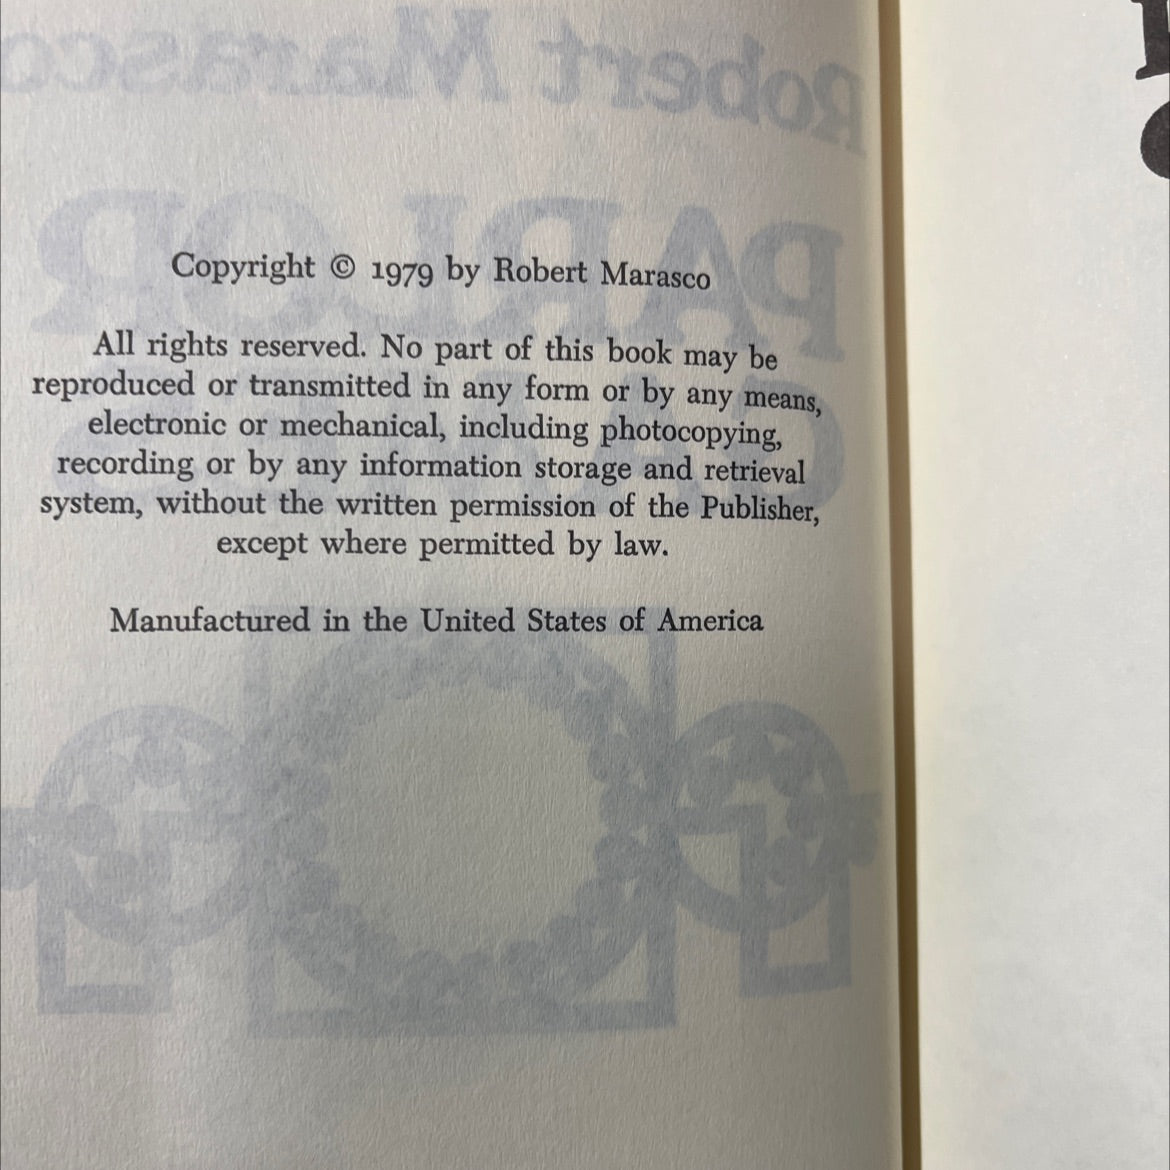 Robert Marasco
PARLOR
Copyright © 1979 by Robert Marasco
All rights reserved. No part of this book may be
reproduced or transmitted in any form or by any means,
electronic or mechanical, including photocopying,
recording or by any information storage and retrieval
system, without the written permission of the Publisher,
except where permitted by law.
Manufactured in the United States of America